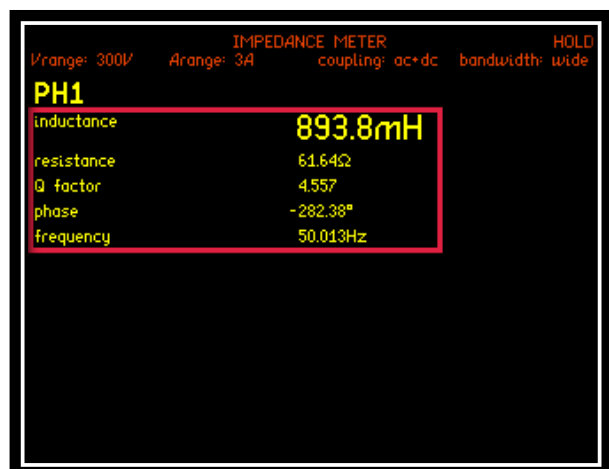 IMPEDANCE METER HOLD
Vrange: 300V Arange: 3A coupling: ac+dc bandwidth: wide
PH1
inductance 893.8mH
resistance 61.64Ω
Q factor 4.557
phase -282.38°
frequency 50.013Hz